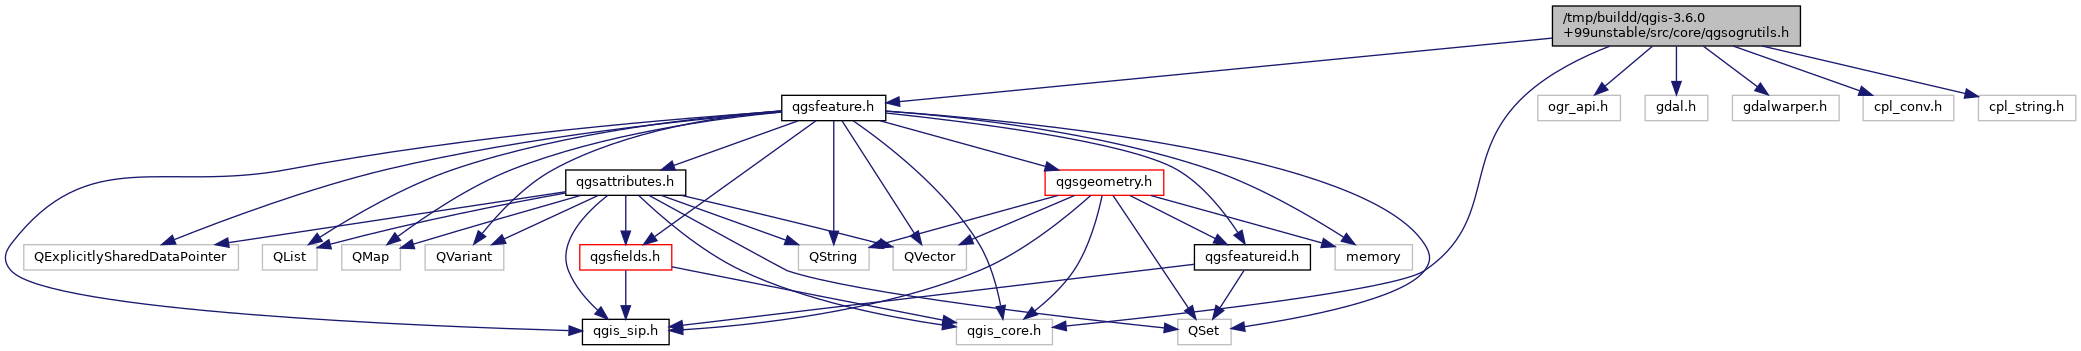 /tmp/buildd/qgis-3.6.0
+99unstable/src/core/qgsogrutils.h
qgsfeature.h
ogr_api.h
gdal.h
gdalwarper.h
cpl_conv.h
cpl_string.h
qgsattributes.h
qgsgeometry.h
QExplicitlySharedDataPointer
QList
QMap
QVariant
qgsfields.h
QString
QVector
qgsfeatureid.h
memory
qgis_sip.h
qgis_core.h
QSet